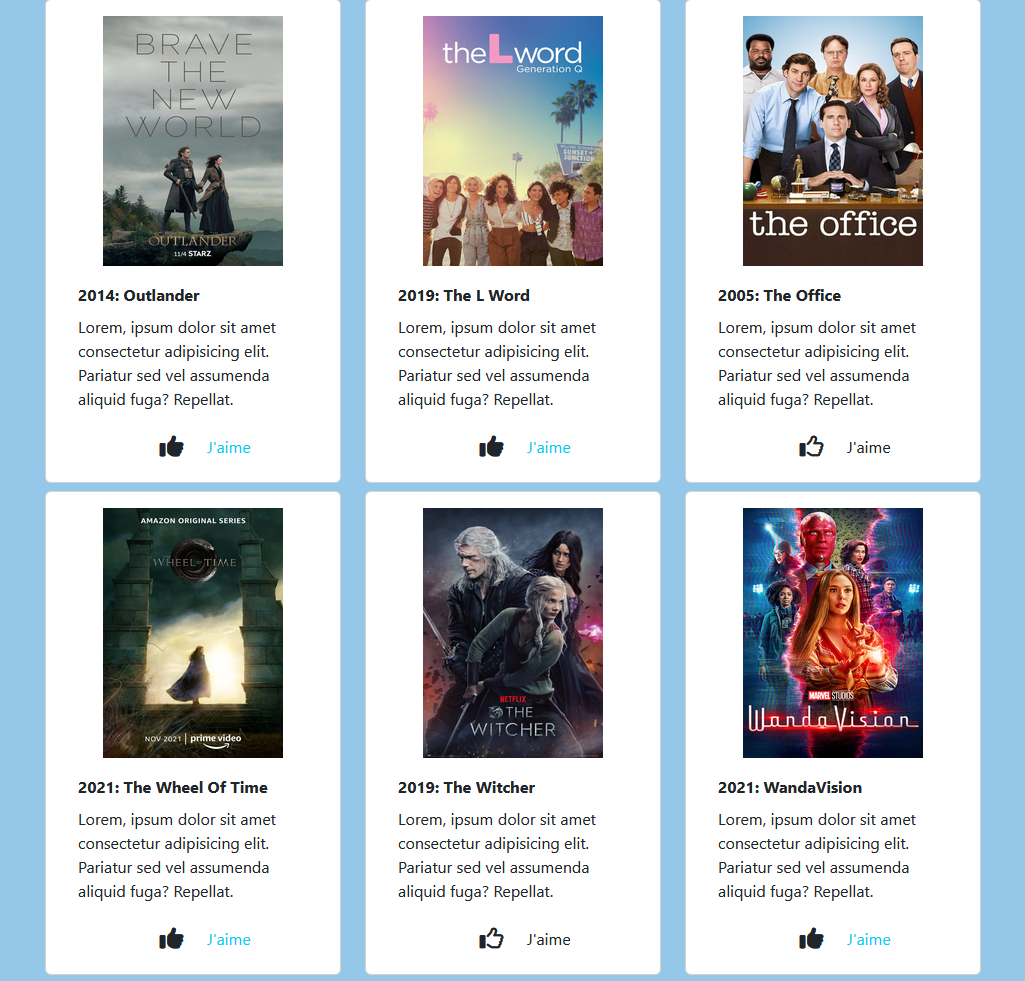 BRAVE
THE
NEW
WORLD
OUTLANDER
11/4 STARZ
2014: Outlander
Lorem, ipsum dolor sit amet
consectetur adipisicing elit.
Pariatur sed vel assumenda
aliquid fuga? Repellat.
J'aime
the L word
Generation Q
SUNSET
JUNCTION
2019: The L Word
Lorem, ipsum dolor sit amet
consectetur adipisicing elit.
Pariatur sed vel assumenda
aliquid fuga? Repellat.
J'aime
the office
2005: The Office
Lorem, ipsum dolor sit amet
consectetur adipisicing elit.
Pariatur sed vel assumenda
aliquid fuga? Repellat.
J'aime
AMAZON ORIGINAL SERIES
WHEEL OF TIME
NOV 2021 | prime video
2021: The Wheel Of Time
Lorem, ipsum dolor sit amet
consectetur adipisicing elit.
Pariatur sed vel assumenda
aliquid fuga? Repellat.
J'aime
NETFLIX
THE
WITCHER
2019: The Witcher
Lorem, ipsum dolor sit amet
consectetur adipisicing elit.
Pariatur sed vel assumenda
aliquid fuga? Repellat.
J'aime
MARVEL STUDIOS
WandaVision
2021: WandaVision
Lorem, ipsum dolor sit amet
consectetur adipisicing elit.
Pariatur sed vel assumenda
aliquid fuga? Repellat.
J'aime